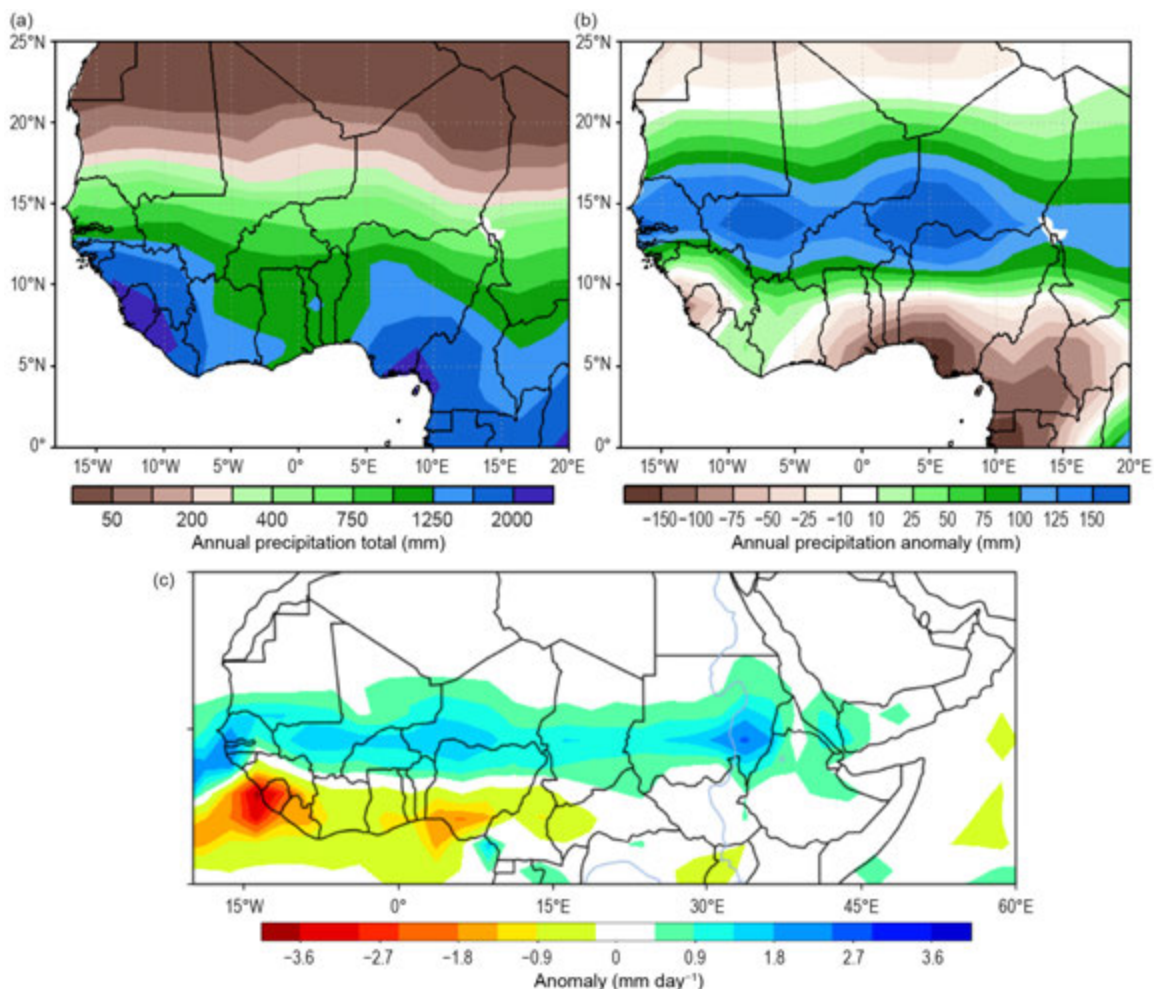 (a)
(b)
25°N
20°N
15°N
10°N
5°N
0°
15°W 10°W 5°W 0° 5°E 10°E 15°E 20°E
50 200 400 750 1250 2000
Annual precipitation total (mm)
25°N
20°N
15°N
10°N
5°N
0°
15°W 10°W 5°W 0° 5°E 10°E 15°E 20°E
−150 −100 −75 −50 −25 −10 10 25 50 75 100 125 150
Annual precipitation anomaly (mm)
(c)
15°W 0° 15°E 30°E 45°E 60°E
−3.6 −2.7 −1.8 −0.9 0 0.9 1.8 2.7 3.6
Anomaly (mm day⁻¹)